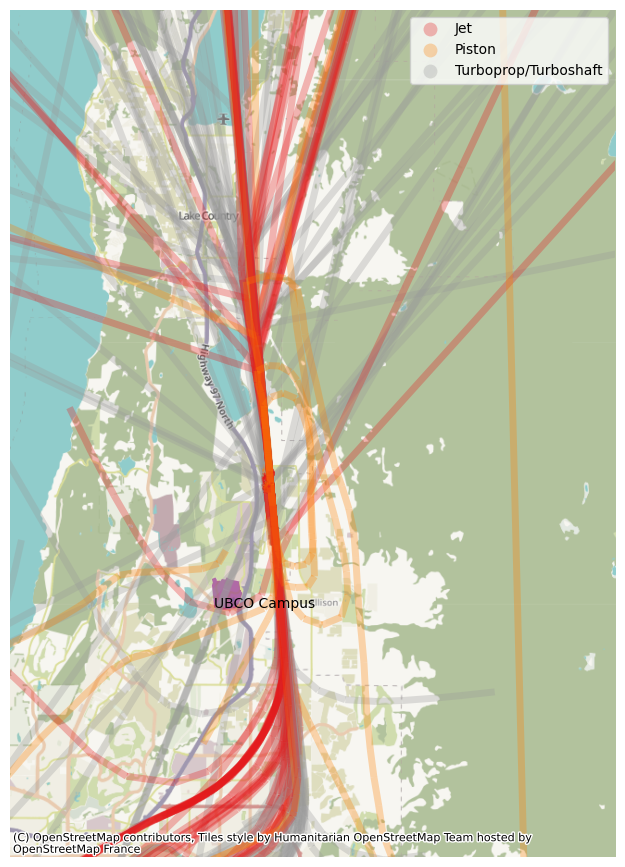 Jet
Piston
Turboprop/Turboshaft
Lake Country
Highway 97 North
UBCO Campus
(C) OpenStreetMap contributors, Tiles style by Humanitarian OpenStreetMap Team hosted by
OpenStreetMap France